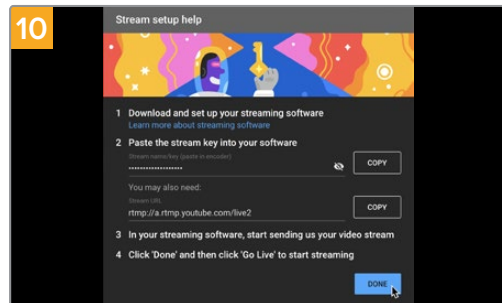 10
Stream setup help
1 Download and set up your streaming software
Learn more about streaming software
2 Paste the stream key into your software
Stream name/key (paste in encoder)
••••••••••••••••••••
COPY
You may also need:
Stream URL
rtmp://a.rtmp.youtube.com/live2
COPY
3 In your streaming software, start sending us your video stream
4 Click 'Done' and then click 'Go Live' to start streaming
DONE